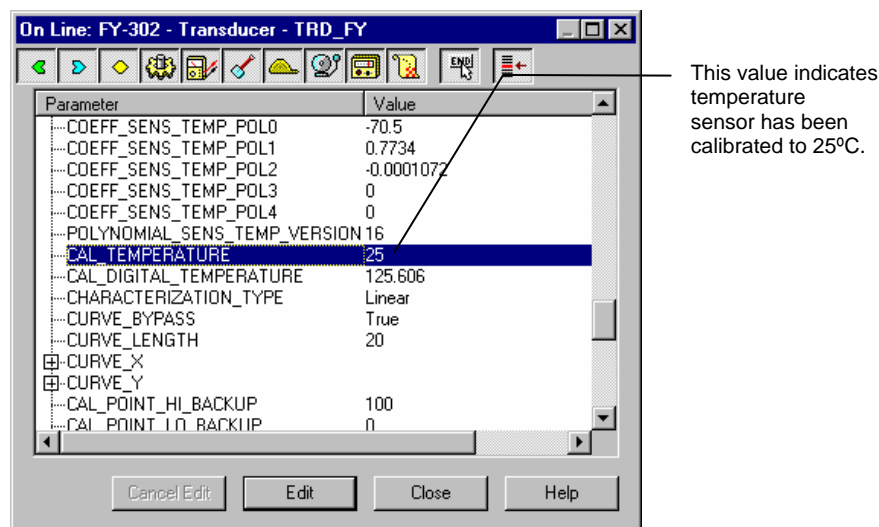 On Line: FY-302 - Transducer - TRD_FY
END
Parameter Value
COEFF_SENS_TEMP_POL0 -70.5
COEFF_SENS_TEMP_POL1 0.7734
COEFF_SENS_TEMP_POL2 -0.0001072
COEFF_SENS_TEMP_POL3 0
COEFF_SENS_TEMP_POL4 0
POLYNOMIAL_SENS_TEMP_VERSION 16
CAL_TEMPERATURE 25
CAL_DIGITAL_TEMPERATURE 125.606
CHARACTERIZATION_TYPE Linear
CURVE_BYPASS True
CURVE_LENGTH 20
CURVE_X
CURVE_Y
CAL_POINT_HI_BACKUP 100
CAL_POINT_LO_BACKUP 0
Cancel Edit Edit Close Help
This value indicates
temperature
sensor has been
calibrated to 25ºC.